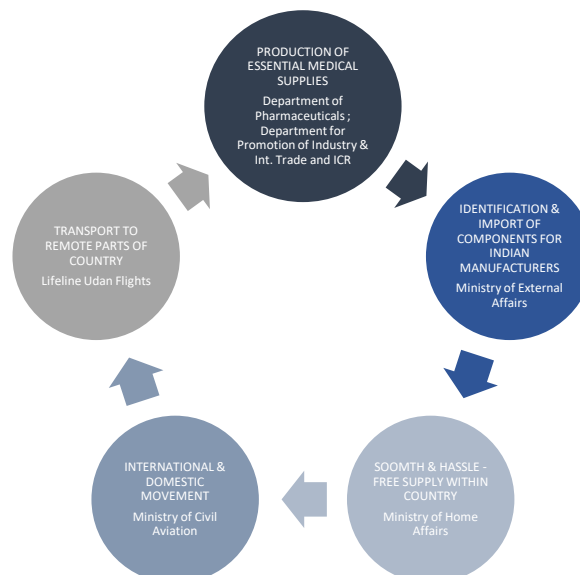 PRODUCTION OF
ESSENTIAL MEDICAL
SUPPLIES
Department of
Pharmaceuticals ;
Department for
Promotion of Industry &
Int. Trade and ICR
IDENTIFICATION &
IMPORT OF
COMPONENTS FOR
INDIAN
MANUFACTURERS
Ministry of External
Affairs
SOOMTH & HASSLE -
FREE SUPPLY WITHIN
COUNTRY
Ministry of Home
Affairs
INTERNATIONAL &
DOMESTIC
MOVEMENT
Ministry of Civil
Aviation
TRANSPORT TO
REMOTE PARTS OF
COUNTRY
Lifeline Udan Flights